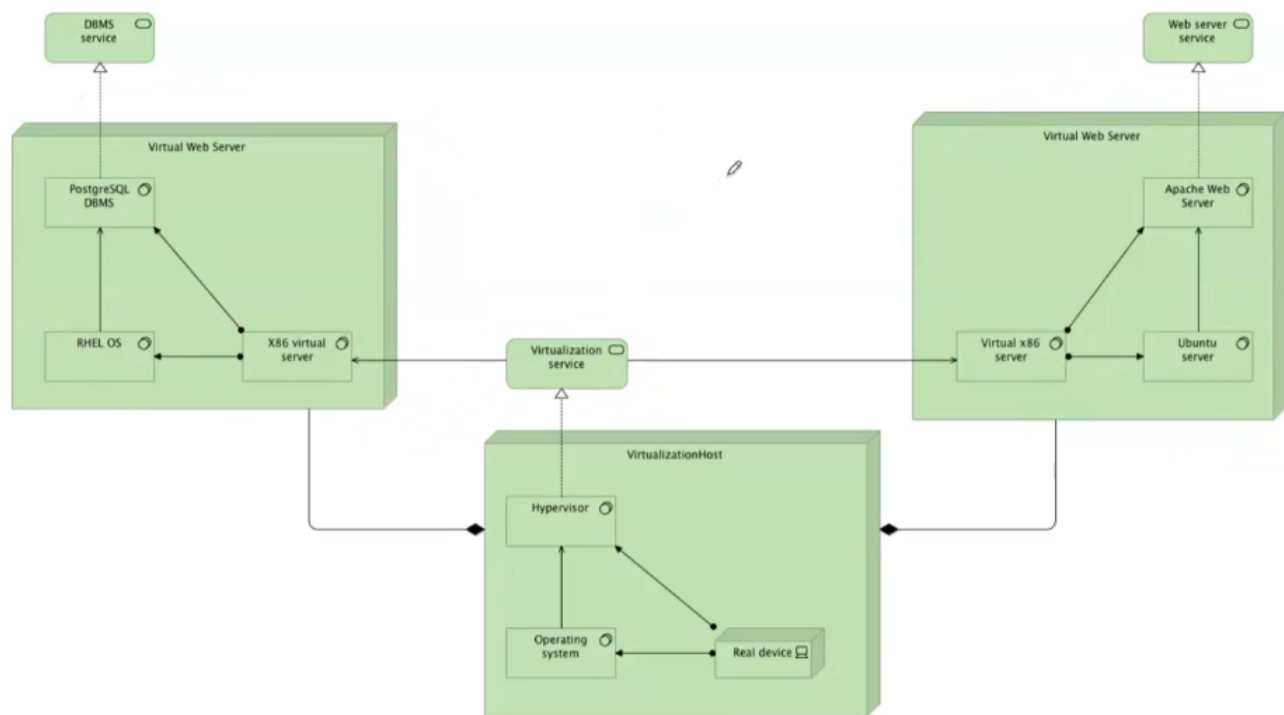 DBMS
service
Web server
service
Virtual Web Server
Virtual Web Server
PostgreSQL
DBMS
Apache Web
Server
RHEL OS
X86 virtual
server
Virtualization
service
Virtual x86
server
Ubuntu
server
VirtualizationHost
Hypervisor
Operating
system
Real device